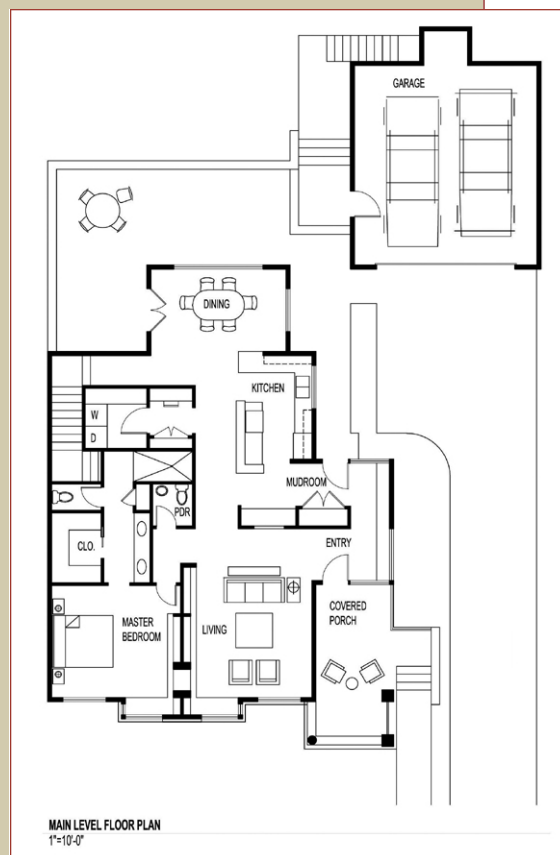 GARAGE
DINING
KITCHEN
W
D
MUDROOM
PDR
CLO.
ENTRY
MASTER
BEDROOM
LIVING
COVERED
PORCH
MAIN LEVEL FLOOR PLAN
1"=10'-0"